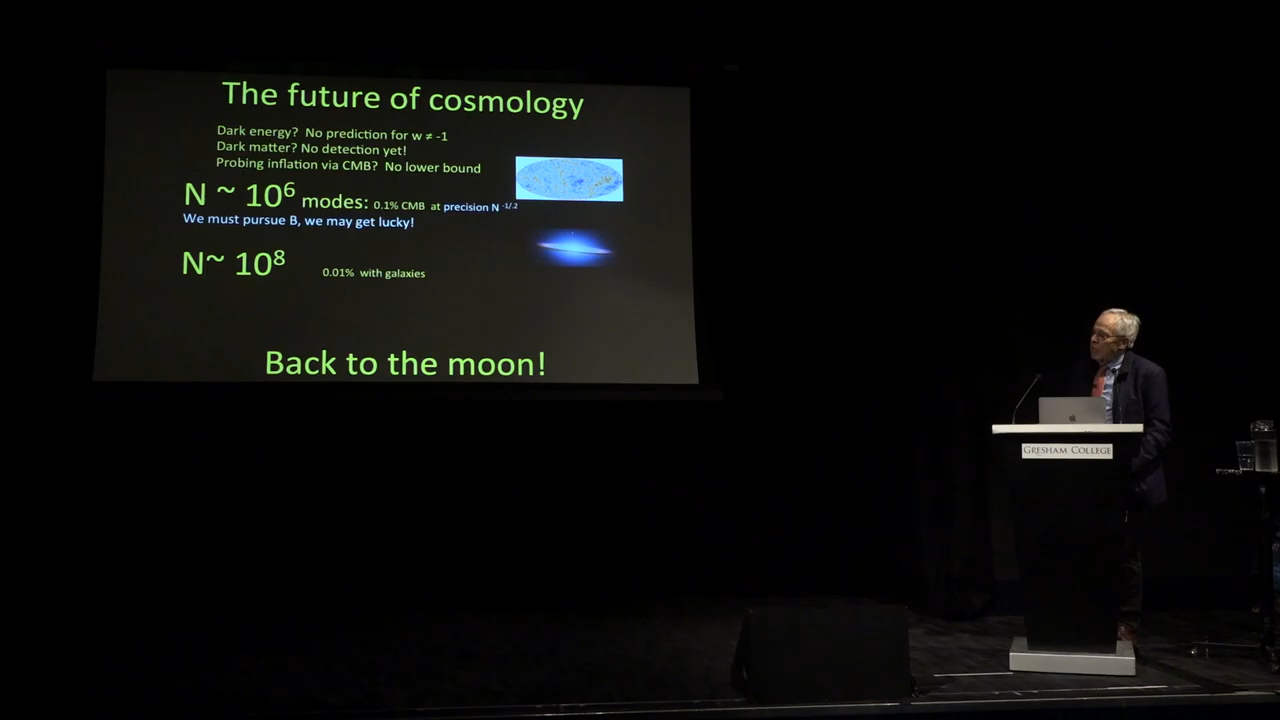 The future of cosmology
Dark energy? No prediction for w ≠ -1
Dark matter? No detection yet!
Probing inflation via CMB? No lower bound
N ~ 10⁶ modes: 0.1% CMB at precision N -1/.2
We must pursue B, we may get lucky!
N~ 10⁸ 0.01% with galaxies
Back to the moon!
GRESHAM COLLEGE